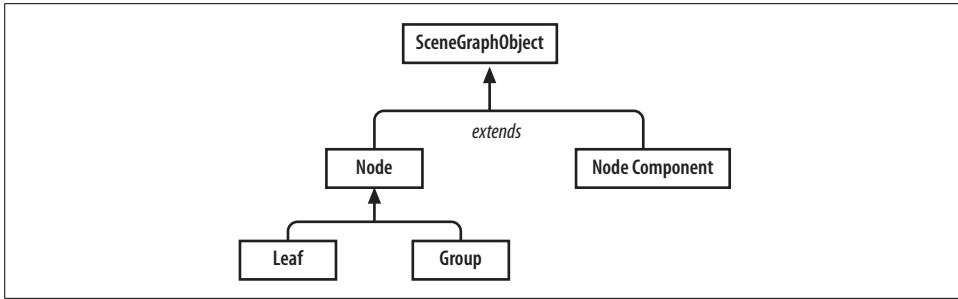 SceneGraphObject
extends
Node
Node Component
Leaf
Group